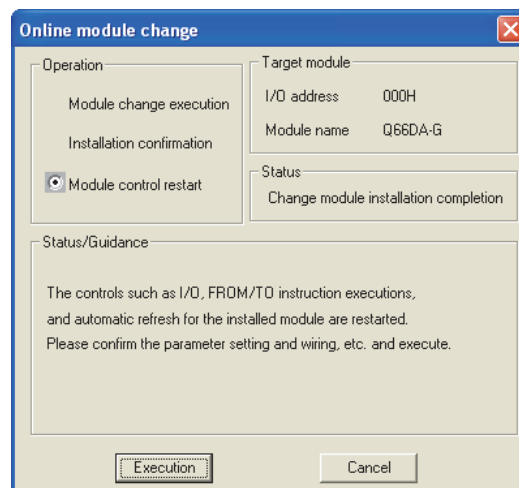 Online module change
Operation
Module change execution
Installation confirmation
Module control restart
Target module
I/O address 000H
Module name Q66DA-G
Status
Change module installation completion
Status/Guidance
The controls such as I/O, FROM/TO instruction executions,
and automatic refresh for the installed module are restarted.
Please confirm the parameter setting and wiring, etc. and execute.
Execution
Cancel